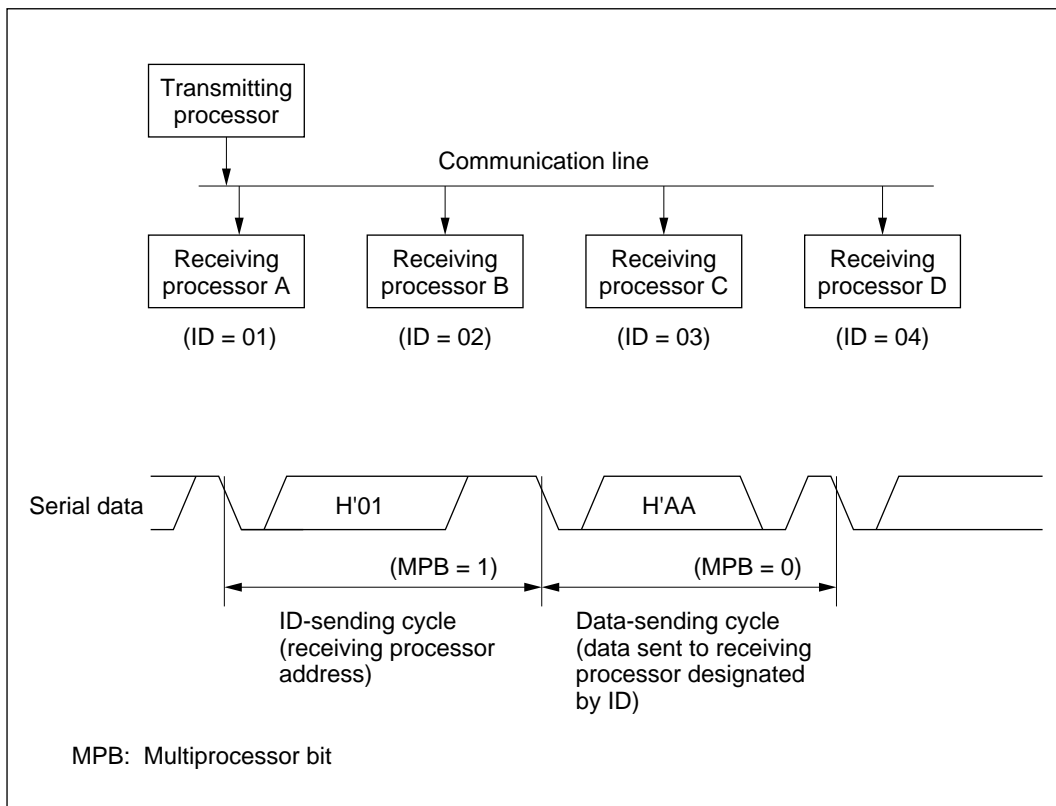 Transmitting
processor
Communication line
Receiving
processor A
Receiving
processor B
Receiving
processor C
Receiving
processor D
(ID = 01)
(ID = 02)
(ID = 03)
(ID = 04)
Serial data
H'01
H'AA
(MPB = 1)
(MPB = 0)
ID-sending cycle
(receiving processor
address)
Data-sending cycle
(data sent to receiving
processor designated
by ID)
MPB: Multiprocessor bit